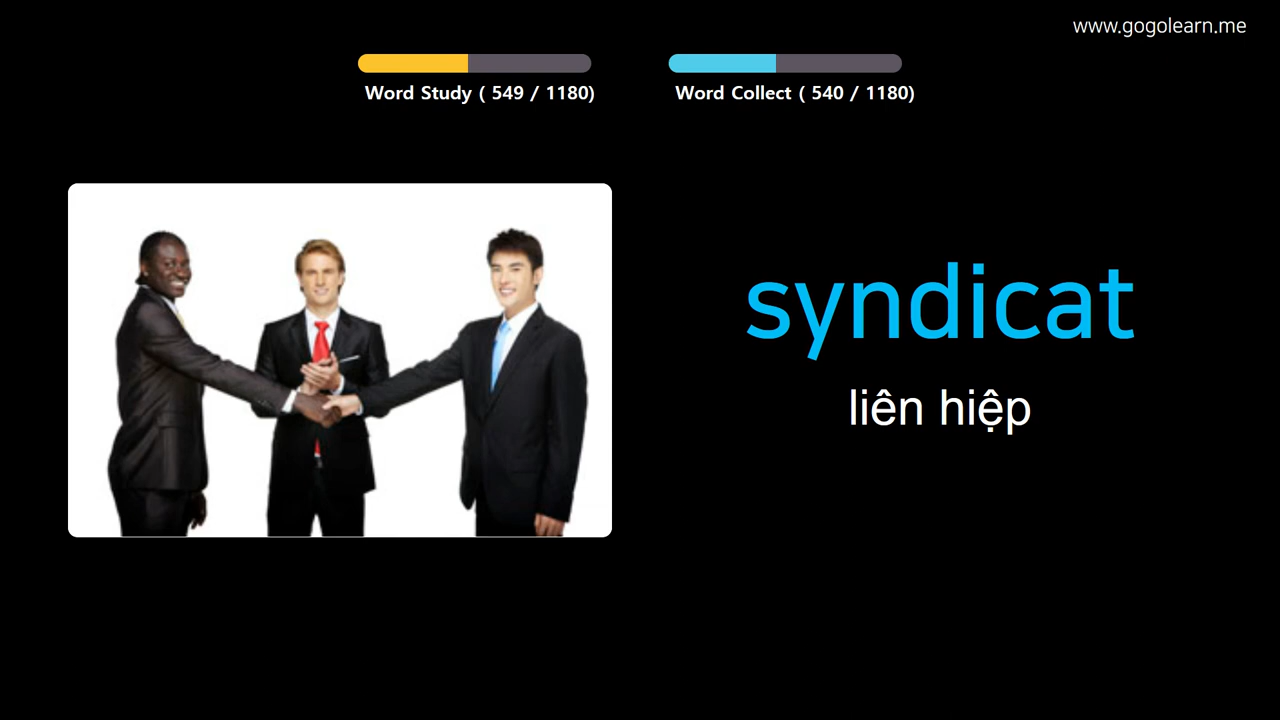 www.gogolearn.me
Word Study ( 549 / 1180)
Word Collect ( 540 / 1180)
syndicat
liên hiệp